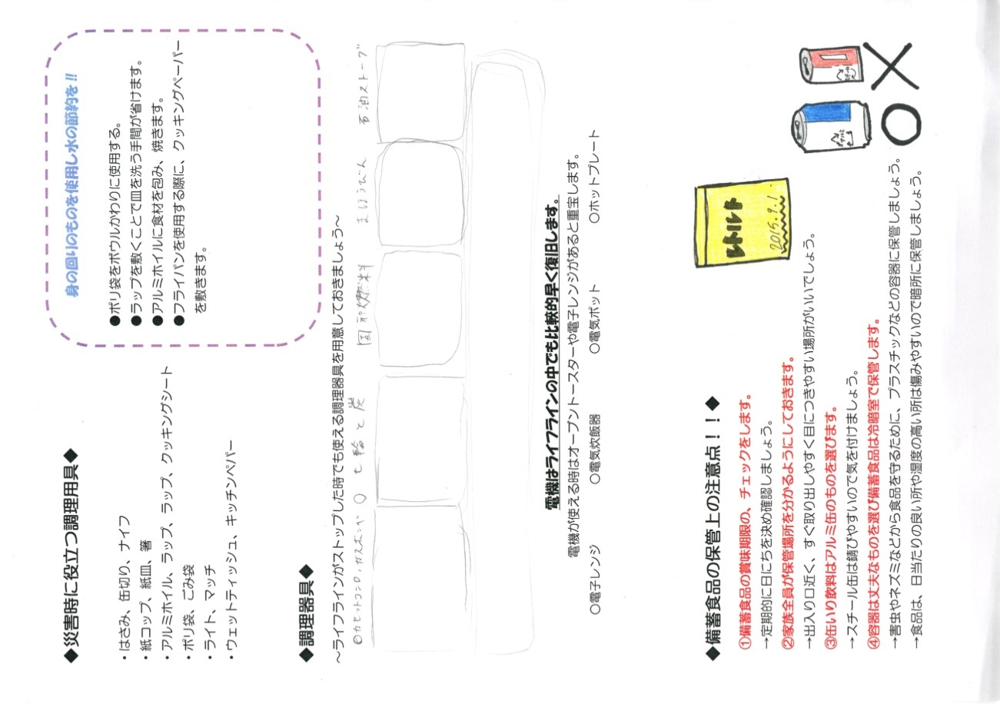 ◆災害時に役立つ調理用具◆
・はさみ、缶切り、ナイフ
・紙コップ、紙皿、箸
・アルミホイル、ラップ、ラップ、クッキングシート
・ポリ袋、ごみ袋
・ライト、マッチ
・ウェットティッシュ、キッチンペパー
身の回りのものを使用し水の節約を!!
●ポリ袋をボウルかわりに使用する。
●ラップを敷くことで皿を洗う手間が省けます。
●アルミホイルに食材を包み、焼きます。
●フライパンを使用する際に、クッキングペーパー
を敷きます。
◆調理器具◆
～ライフラインがストップした時でも使える調理器具を用意しておきましょう～
◎カセットコンロ,ガスボンベ ○七輪と炭 固形燃料 まほうびん 石油ストーブ
電機はライフラインの中でも比較的早く復旧します。
電機が使える時はオーブントースターや電子レンジがあると重宝します。
○電子レンジ ○電気炊飯器 ○電気ポット ○ホットプレート
◆備蓄食品の保管上の注意点！！◆
①備蓄食品の賞味期限の、チェックをします。
→定期的に日にちを決め確認しましょう。
②家族全員が保管場所を分かるようにしておきます。
→出入り口近く、すぐ取り出しやすく目につきやすい場所がいいでしょう。
③缶いり飲料はアルミ缶のものを選びます。
→スチール缶は錆びやすいので気を付けましょう。
④容器は丈夫なものを選び備蓄食品は冷暗室で保管します。
→害虫やネズミなどから食品を守るために、プラスチックなどの容器に保管しましょう。
→食品は、日当たりの良い所や湿度の高い所は傷みやすいので暗所に保管しましょう。
レトルト
2015.9.1.
アルミ
スチール